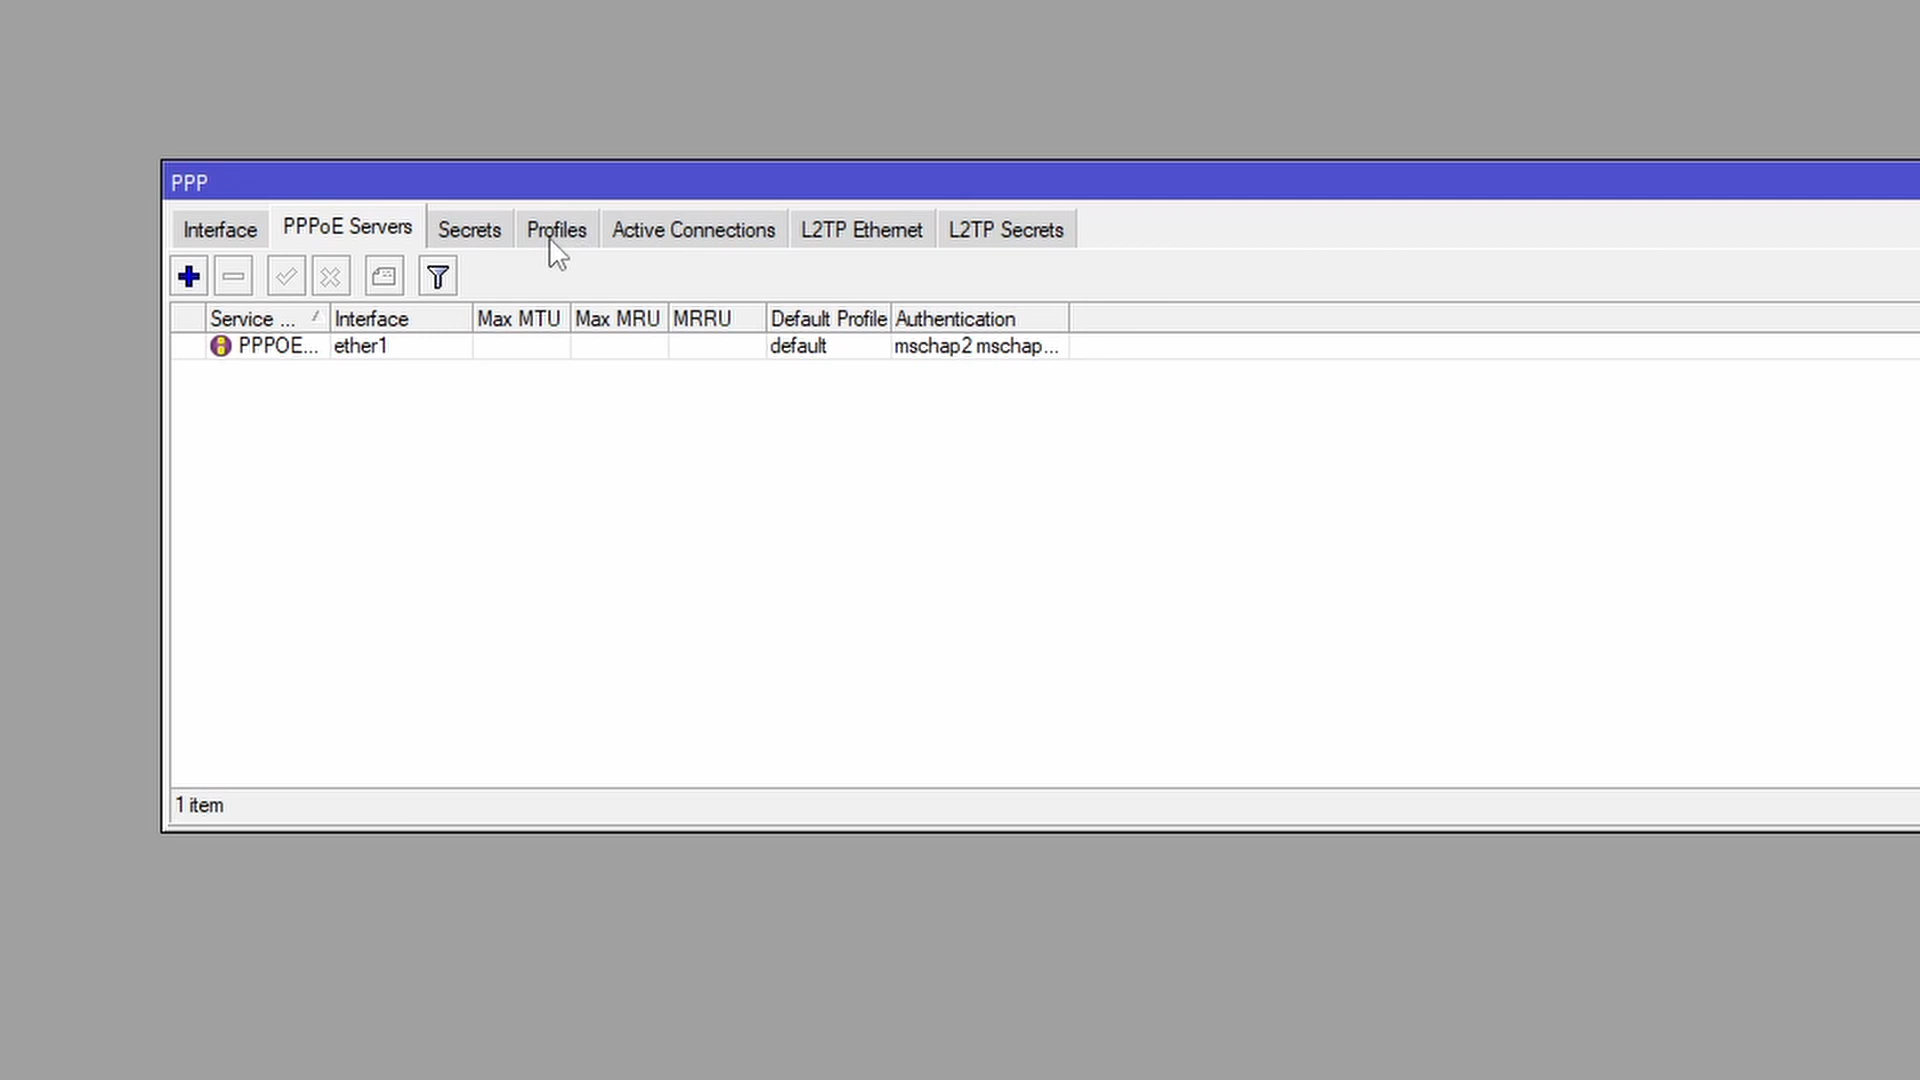 PPP
Interface PPPoE Servers Secrets Profiles Active Connections L2TP Ethernet L2TP Secrets
Service ... Interface Max MTU Max MRU MRRU Default Profile Authentication
PPPOE... ether1 default mschap2 mschap...
1 item